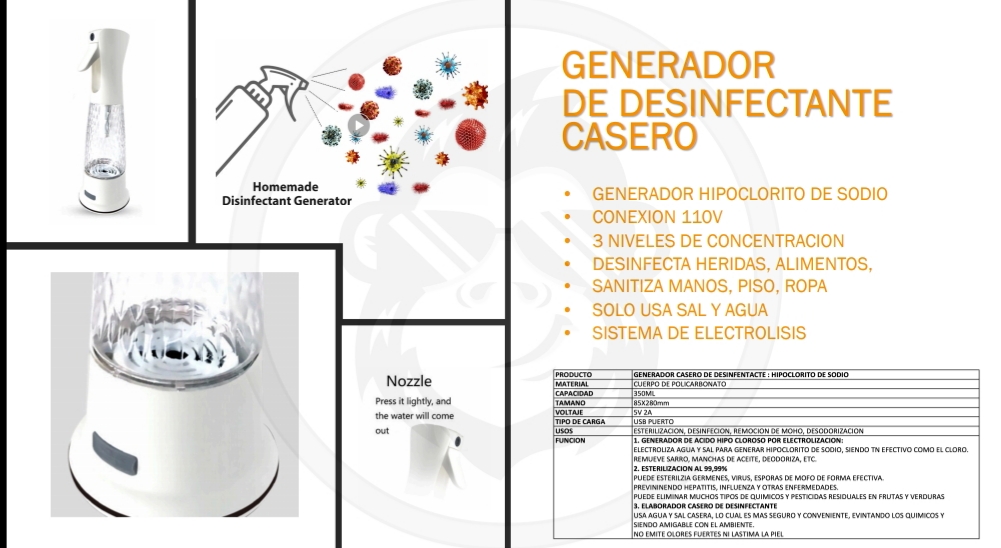 Homemade
Disinfectant Generator
Nozzle
Press it lightly, and
the water will come
out
GENERADOR
DE DESINFECTANTE
CASERO
• GENERADOR HIPOCLORITO DE SODIO
• CONEXION 110V
• 3 NIVELES DE CONCENTRACION
• DESINFECTA HERIDAS, ALIMENTOS,
• SANITIZA MANOS, PISO, ROPA
• SOLO USA SAL Y AGUA
• SISTEMA DE ELECTROLISIS
PRODUCTO GENERADOR CASERO DE DESINFENTACTE : HIPOCLORITO DE SODIO
MATERIAL CUERPO DE POLICARBONATO
CAPACIDAD 350ML
TAMANO 85X280mm
VOLTAJE 5V 2A
TIPO DE CARGA USB PUERTO
USOS ESTERILIZACION, DESINFECION, REMOCION DE MOHO, DESODORIZACION
FUNCION 1. GENERADOR DE ACIDO HIPO CLOROSO POR ELECTROLIZACION:
ELECTROLIZA AGUA Y SAL PARA GENERAR HIPOCLORITO DE SODIO, SIENDO TN EFECTIVO COMO EL CLORO.
REMUEVE SARRO, MANCHAS DE ACEITE, DEODORIZA, ETC.
2. ESTERILIZACION AL 99,99%
PUEDE ESTERILZIA GERMENES, VIRUS, ESPORAS DE MOFO DE FORMA EFECTIVA.
PREVININENDO HEPATITIS, INFLUENZA Y OTRAS ENFERMEDADES.
PUEDE ELIMINAR MUCHOS TIPOS DE QUIMICOS Y PESTICIDAS RESIDUALES EN FRUTAS Y VERDURAS
3. ELABORADOR CASERO DE DESINFECTANTE
USA AGUA Y SAL CASERA, LO CUAL ES MAS SEGURO Y CONVENIENTE, EVINTANDO LOS QUIMICOS Y
SIENDO AMIGABLE CON EL AMBIENTE.
NO EMITE OLORES FUERTES NI LASTIMA LA PIEL